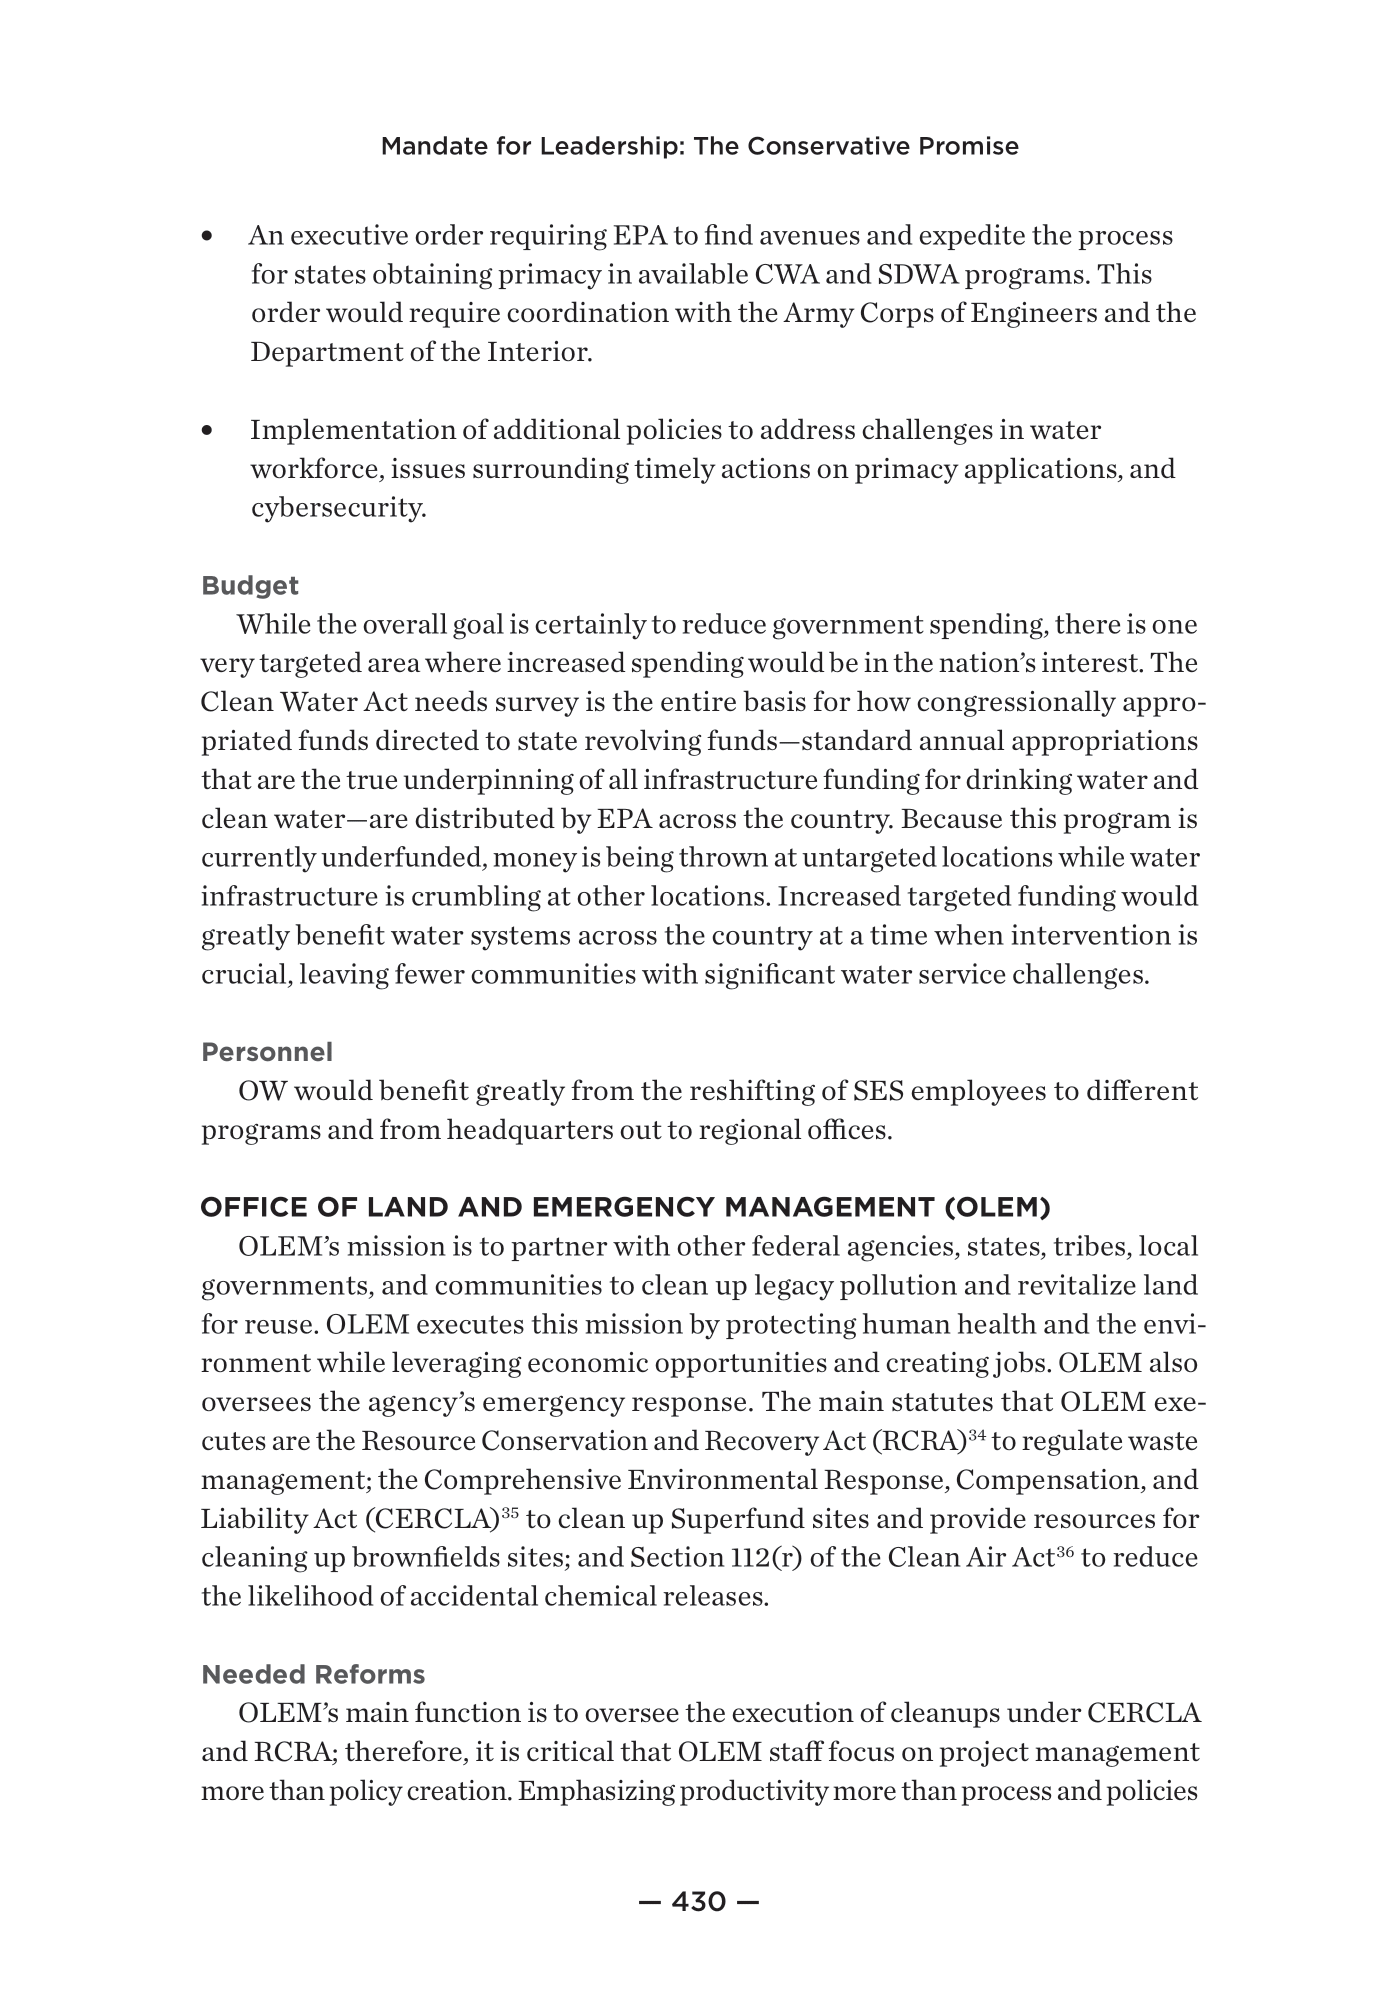 Mandate for Leadership: The Conservative Promise
• An executive order requiring EPA to find avenues and expedite the process
for states obtaining primacy in available CWA and SDWA programs. This
order would require coordination with the Army Corps of Engineers and the
Department of the Interior.
• Implementation of additional policies to address challenges in water
workforce, issues surrounding timely actions on primacy applications, and
cybersecurity.
Budget
While the overall goal is certainly to reduce government spending, there is one
very targeted area where increased spending would be in the nation’s interest. The
Clean Water Act needs survey is the entire basis for how congressionally appro-
priated funds directed to state revolving funds—standard annual appropriations
that are the true underpinning of all infrastructure funding for drinking water and
clean water—are distributed by EPA across the country. Because this program is
currently underfunded, money is being thrown at untargeted locations while water
infrastructure is crumbling at other locations. Increased targeted funding would
greatly benefit water systems across the country at a time when intervention is
crucial, leaving fewer communities with significant water service challenges.
Personnel
OW would benefit greatly from the reshifting of SES employees to different
programs and from headquarters out to regional offices.
OFFICE OF LAND AND EMERGENCY MANAGEMENT (OLEM)
OLEM’s mission is to partner with other federal agencies, states, tribes, local
governments, and communities to clean up legacy pollution and revitalize land
for reuse. OLEM executes this mission by protecting human health and the envi-
ronment while leveraging economic opportunities and creating jobs. OLEM also
oversees the agency’s emergency response. The main statutes that OLEM exe-
cutes are the Resource Conservation and Recovery Act (RCRA)³⁴ to regulate waste
management; the Comprehensive Environmental Response, Compensation, and
Liability Act (CERCLA)³⁵ to clean up Superfund sites and provide resources for
cleaning up brownfields sites; and Section 112(r) of the Clean Air Act³⁶ to reduce
the likelihood of accidental chemical releases.
Needed Reforms
OLEM’s main function is to oversee the execution of cleanups under CERCLA
and RCRA; therefore, it is critical that OLEM staff focus on project management
more than policy creation. Emphasizing productivity more than process and policies
— 430 —